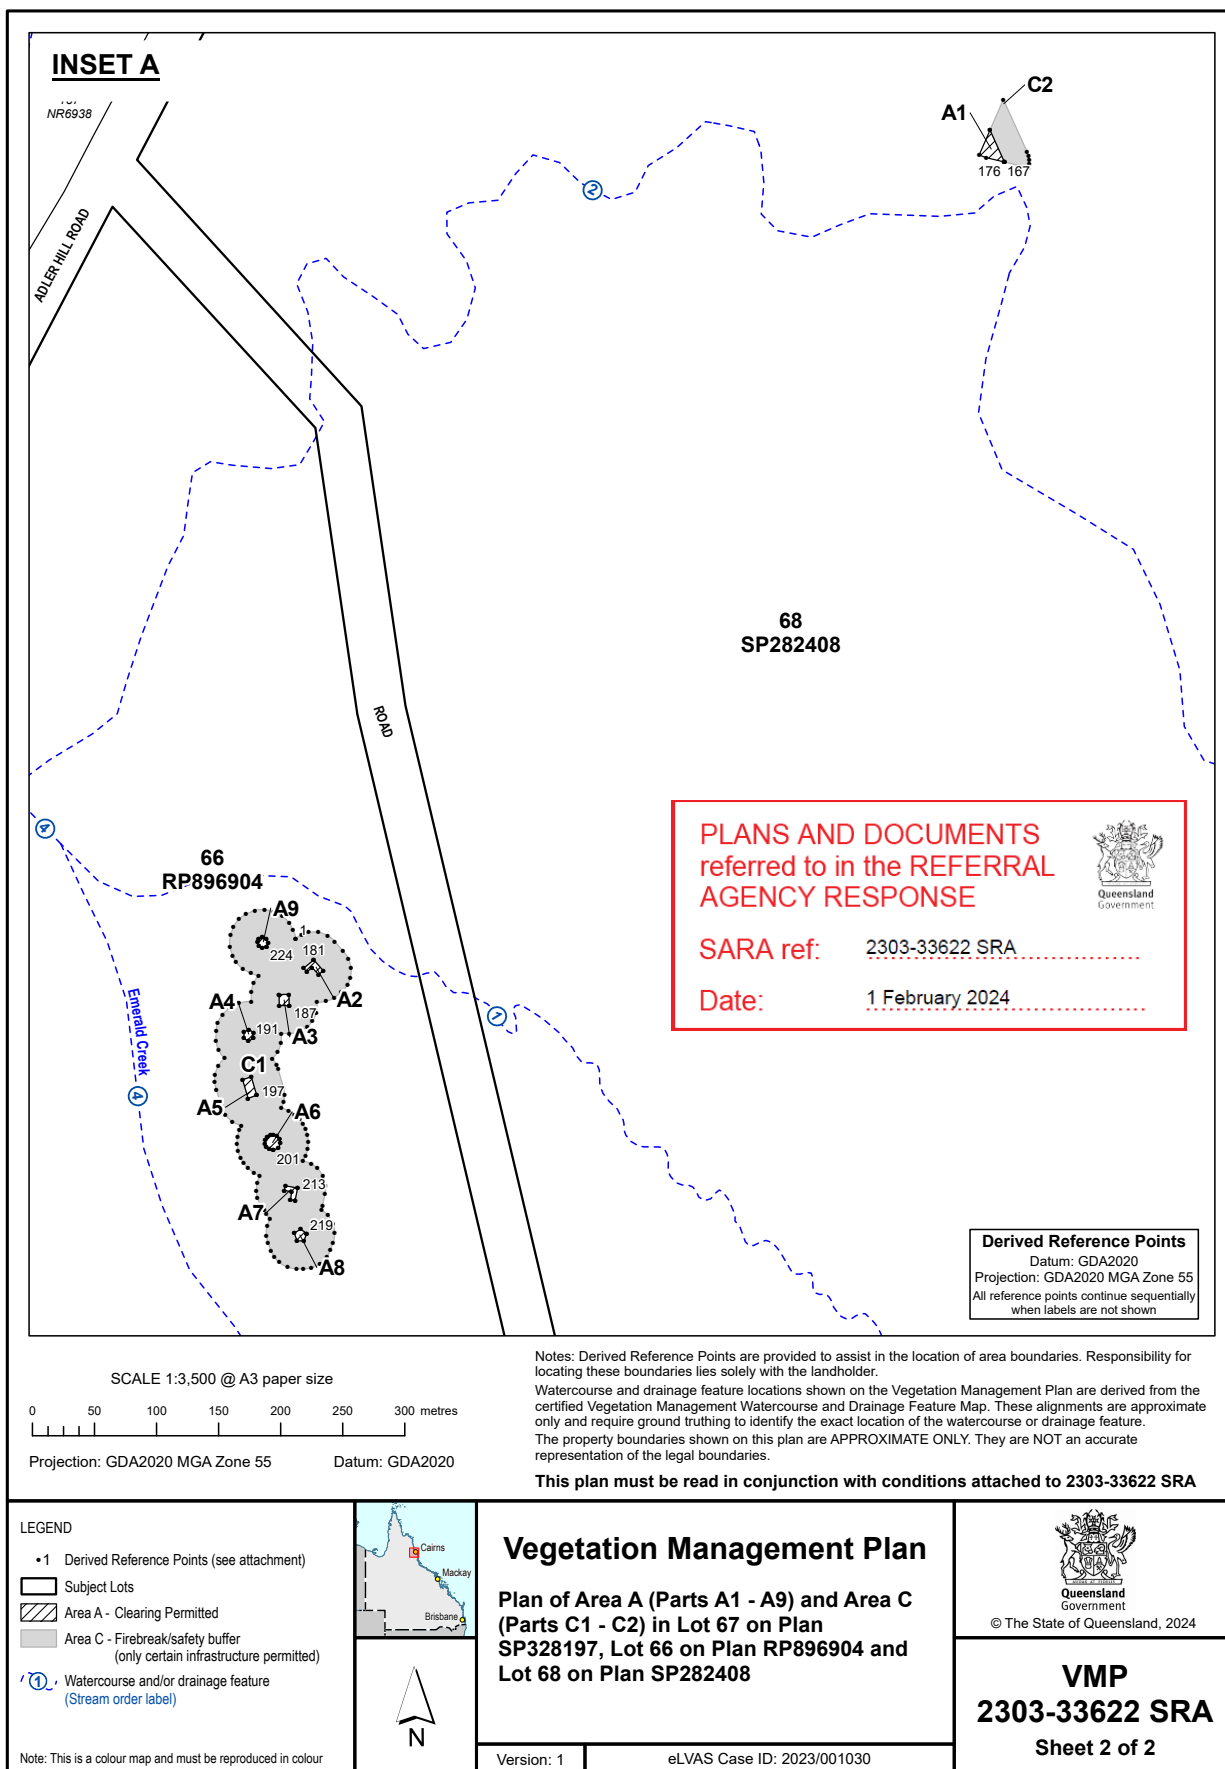 INSET A
NR6938
ADLER HILL ROAD
C2
A1
176 167
2
68
SP282408
ROAD
4
66
RP896904
A9
1
224
181
A2
A4
187
191
A3
C1
197
A5
A6
201
213
A7
219
A8
Emerald Creek
4
1
PLANS AND DOCUMENTS
referred to in the REFERRAL
AGENCY RESPONSE
Queensland
Government
SARA ref: 2303-33622 SRA
Date: 1 February 2024
Derived Reference Points
Datum: GDA2020
Projection: GDA2020 MGA Zone 55
All reference points continue sequentially
when labels are not shown
SCALE 1:3,500 @ A3 paper size
0 50 100 150 200 250 300 metres
Projection: GDA2020 MGA Zone 55 Datum: GDA2020
Notes: Derived Reference Points are provided to assist in the location of area boundaries. Responsibility for
locating these boundaries lies solely with the landholder.
Watercourse and drainage feature locations shown on the Vegetation Management Plan are derived from the
certified Vegetation Management Watercourse and Drainage Feature Map. These alignments are approximate
only and require ground truthing to identify the exact location of the watercourse or drainage feature.
The property boundaries shown on this plan are APPROXIMATE ONLY. They are NOT an accurate
representation of the legal boundaries.
This plan must be read in conjunction with conditions attached to 2303-33622 SRA
LEGEND
•1 Derived Reference Points (see attachment)
Subject Lots
Area A - Clearing Permitted
Area C - Firebreak/safety buffer
(only certain infrastructure permitted)
1 Watercourse and/or drainage feature
(Stream order label)
Note: This is a colour map and must be reproduced in colour
Cairns
Mackay
Brisbane
N
Vegetation Management Plan
Plan of Area A (Parts A1 - A9) and Area C
(Parts C1 - C2) in Lot 67 on Plan
SP328197, Lot 66 on Plan RP896904 and
Lot 68 on Plan SP282408
Version: 1
eLVAS Case ID: 2023/001030
Queensland
Government
© The State of Queensland, 2024
VMP
2303-33622 SRA
Sheet 2 of 2